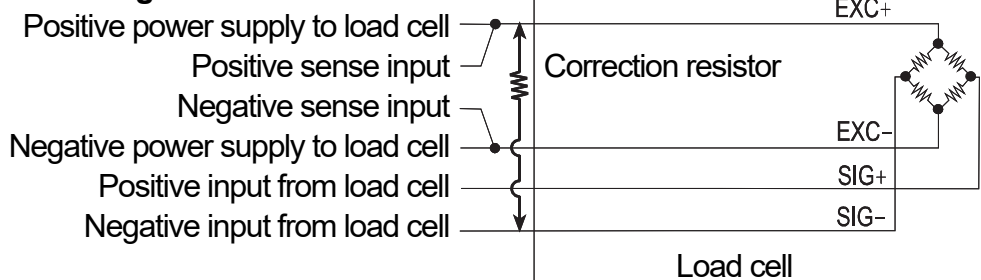 EXC+
Positive power supply to load cell
Positive sense input
Correction resistor
Negative sense input
EXC−
Negative power supply to load cell
SIG+
Positive input from load cell
SIG−
Negative input from load cell
Load cell